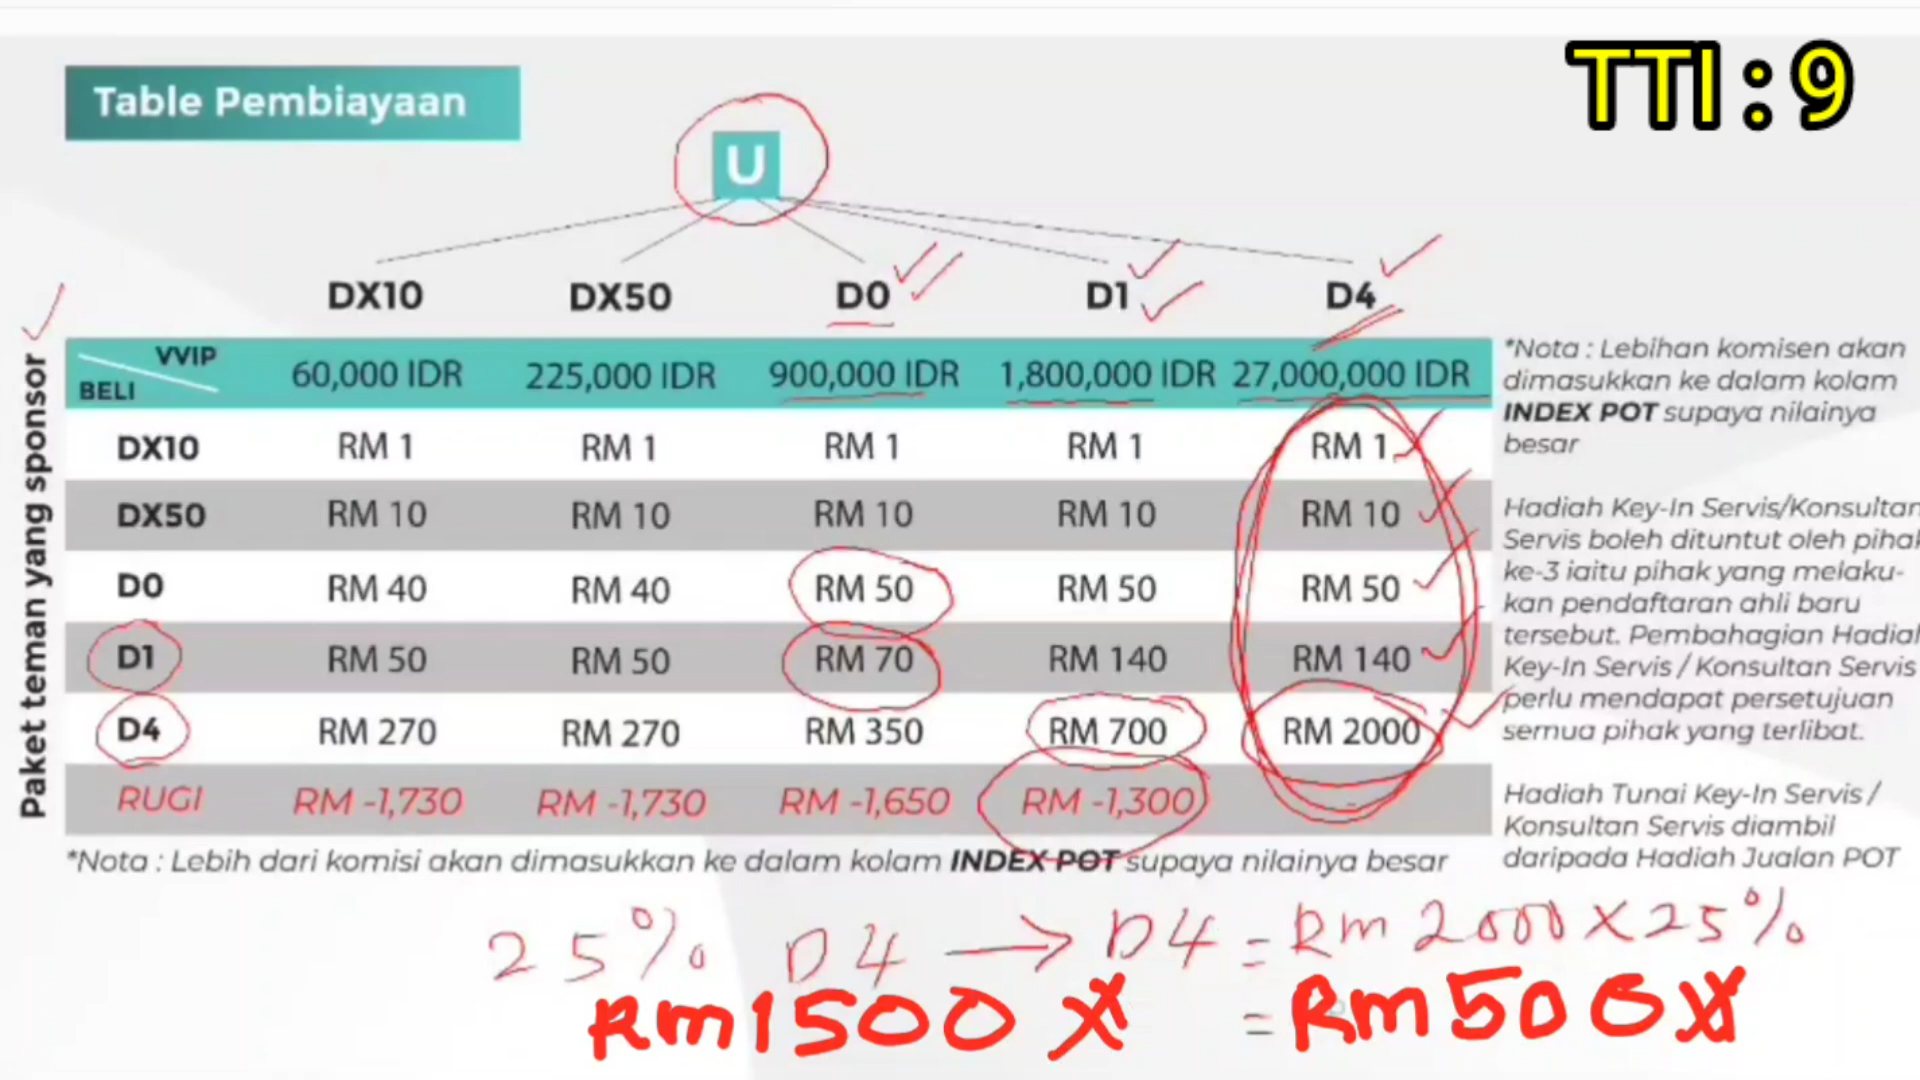 TTI : 9
Table Pembiayaan
U
DX10 DX50 D0 D1 D4
Paket teman yang sponsor
VVIP
BELI
60,000 IDR 225,000 IDR 900,000 IDR 1,800,000 IDR 27,000,000 IDR
DX10 RM 1 RM 1 RM 1 RM 1 RM 1
DX50 RM 10 RM 10 RM 10 RM 10 RM 10
D0 RM 40 RM 40 RM 50 RM 50 RM 50
D1 RM 50 RM 50 RM 70 RM 140 RM 140
D4 RM 270 RM 270 RM 350 RM 700 RM 2000
RUGI RM -1,730 RM -1,730 RM -1,650 RM -1,300
*Nota : Lebih dari komisi akan dimasukkan ke dalam kolam INDEX POT supaya nilainya besar
*Nota : Lebihan komisen akan
dimasukkan ke dalam kolam
INDEX POT supaya nilainya
besar
Hadiah Key-In Servis/Konsultan
Servis boleh dituntut oleh pihak
ke-3 iaitu pihak yang melaku-
kan pendaftaran ahli baru
tersebut. Pembahagian Hadiah
Key-In Servis / Konsultan Servis
perlu mendapat persetujuan
semua pihak yang terlibat.
Hadiah Tunai Key-In Servis /
Konsultan Servis diambil
daripada Hadiah Jualan POT
25% D4 → D4 = Rm 2000 x 25%
Rm1500 X = Rm500X